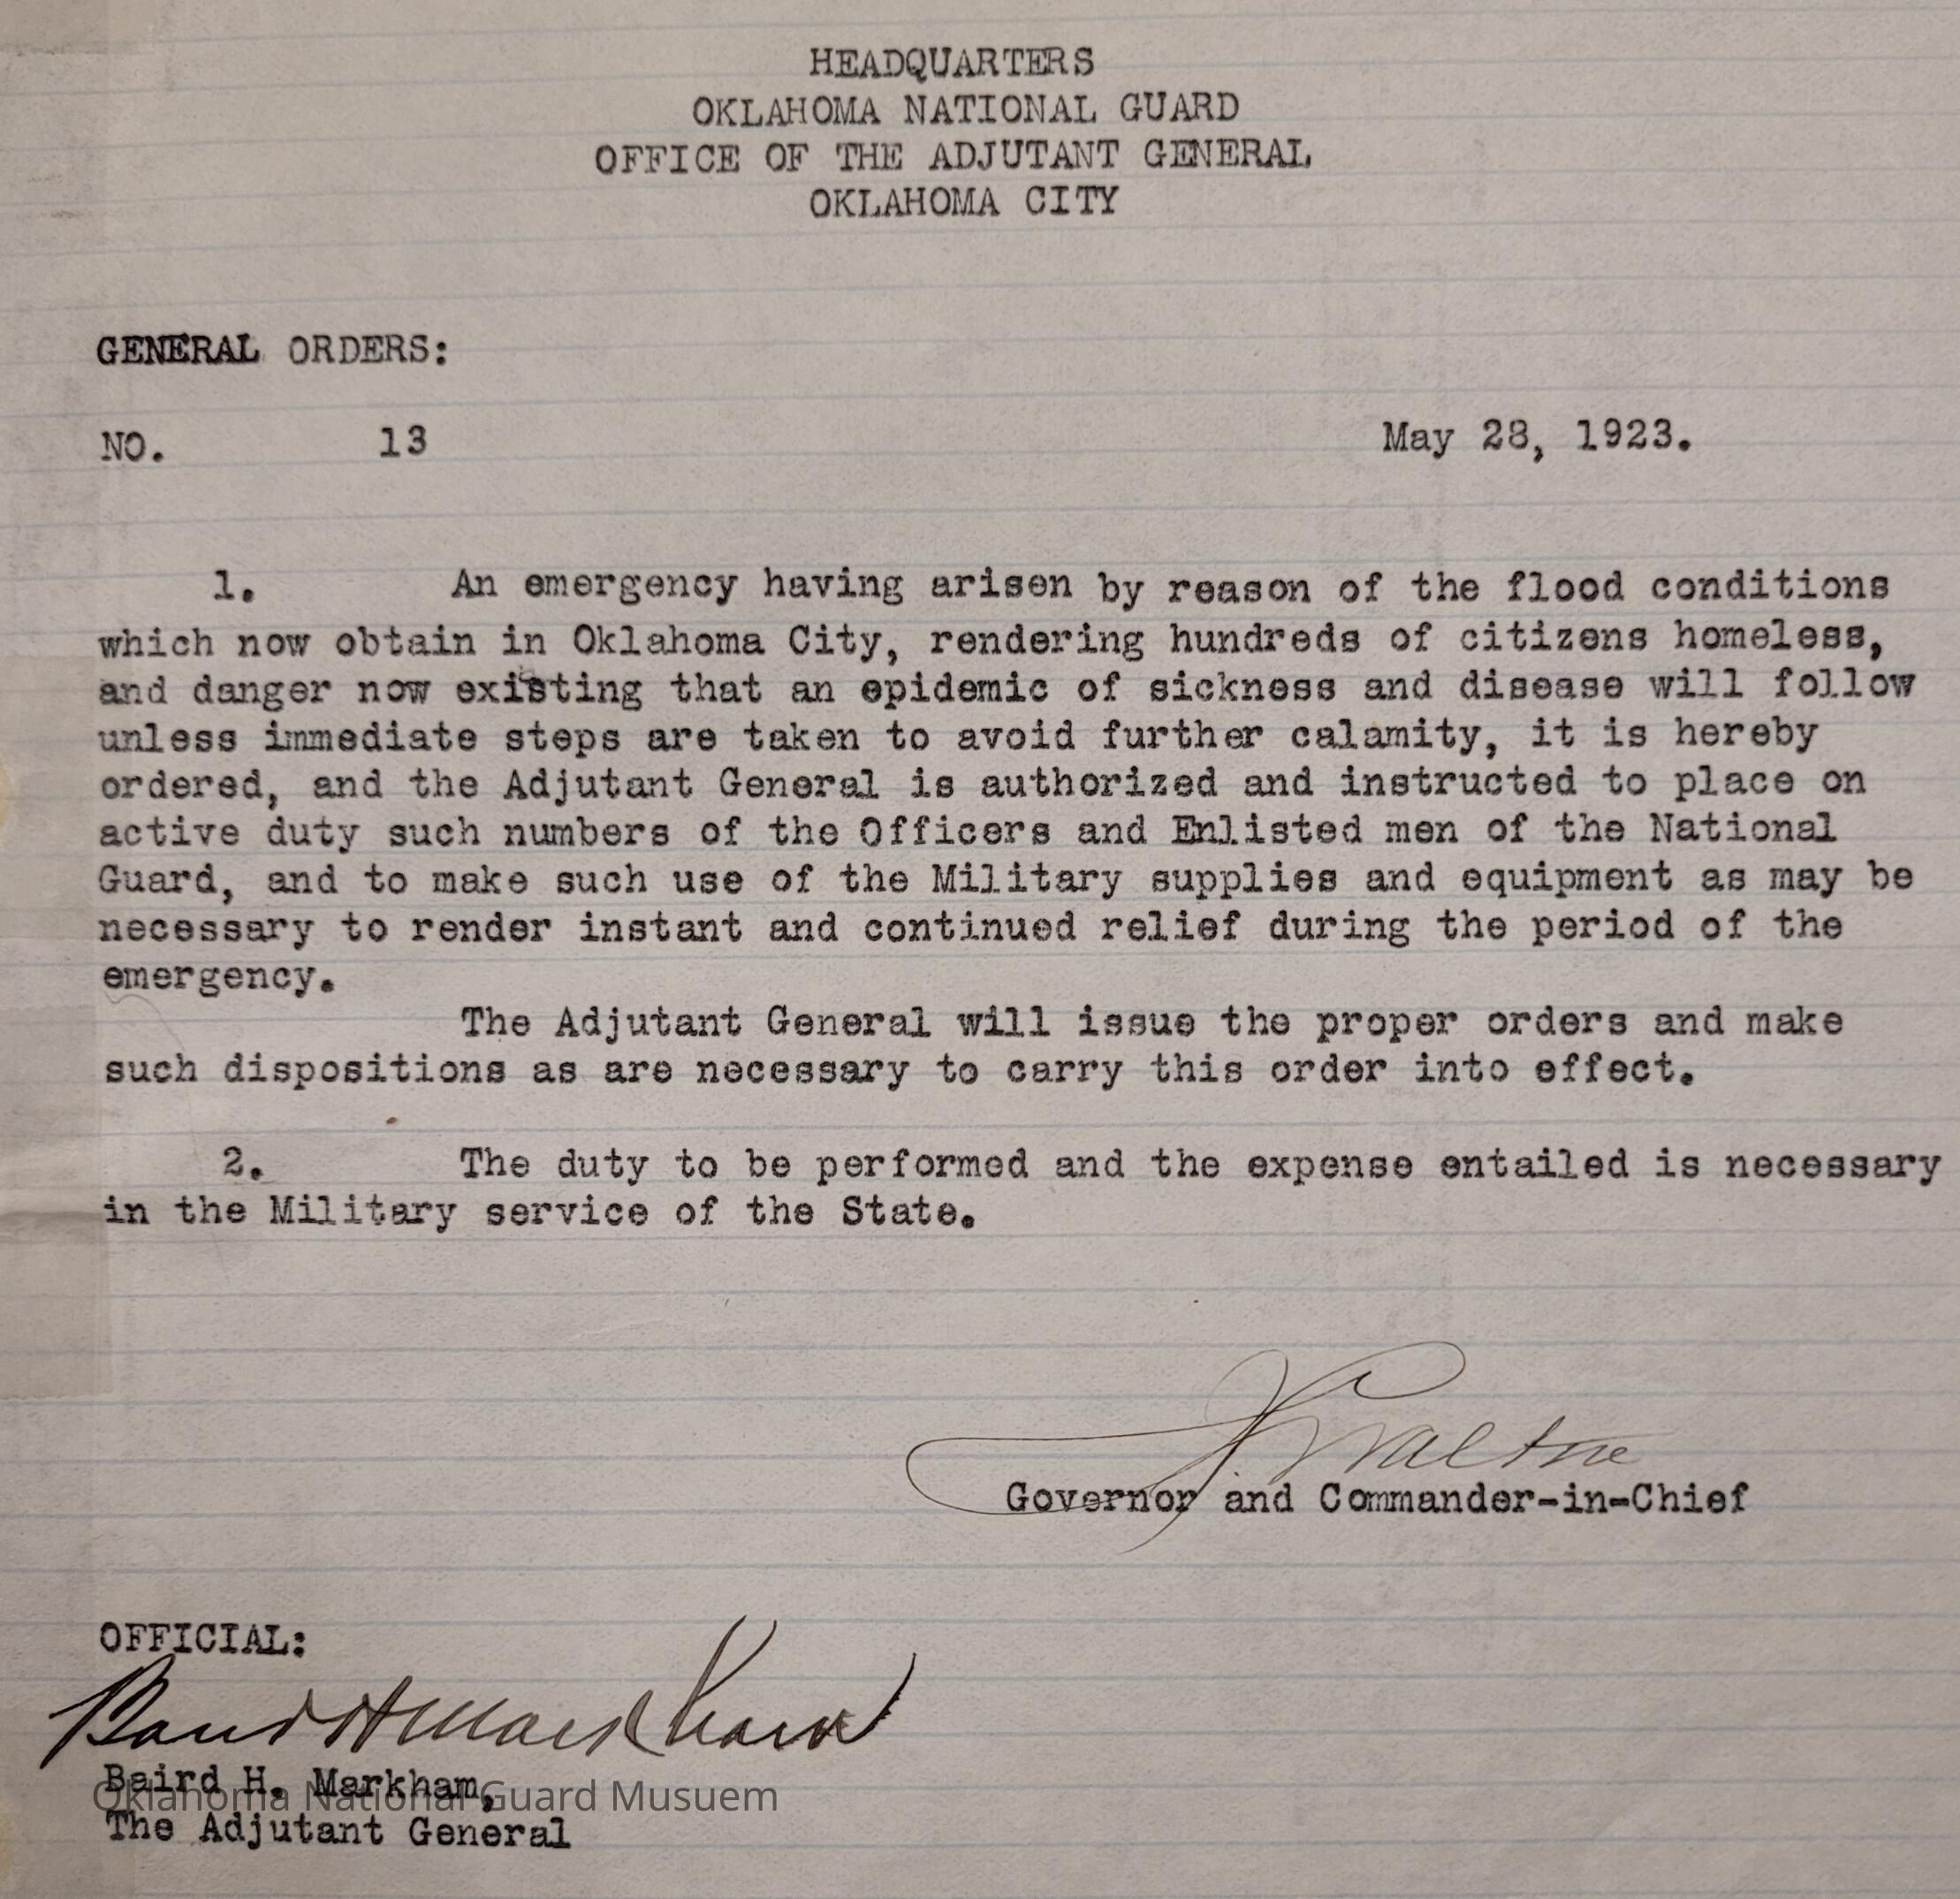 HEADQUARTERS
OKLAHOMA NATIONAL GUARD
OFFICE OF THE ADJUTANT GENERAL
OKLAHOMA CITY
GENERAL ORDERS:
NO. 13 May 28, 1923.
1. An emergency having arisen by reason of the flood conditions
which now obtain in Oklahoma City, rendering hundreds of citizens homeless,
and danger now existing that an epidemic of sickness and disease will follow
unless immediate steps are taken to avoid further calamity, it is hereby
ordered, and the Adjutant General is authorized and instructed to place on
active duty such numbers of the Officers and Enlisted men of the National
Guard, and to make such use of the Military supplies and equipment as may be
necessary to render instant and continued relief during the period of the
emergency.
The Adjutant General will issue the proper orders and make
such dispositions as are necessary to carry this order into effect.
2. The duty to be performed and the expense entailed is necessary
in the Military service of the State.
Walton
Governor and Commander-in-Chief
OFFICIAL:
Baird H Markham
Baird H. Markham,
Oklahoma National Guard Musuem
The Adjutant General